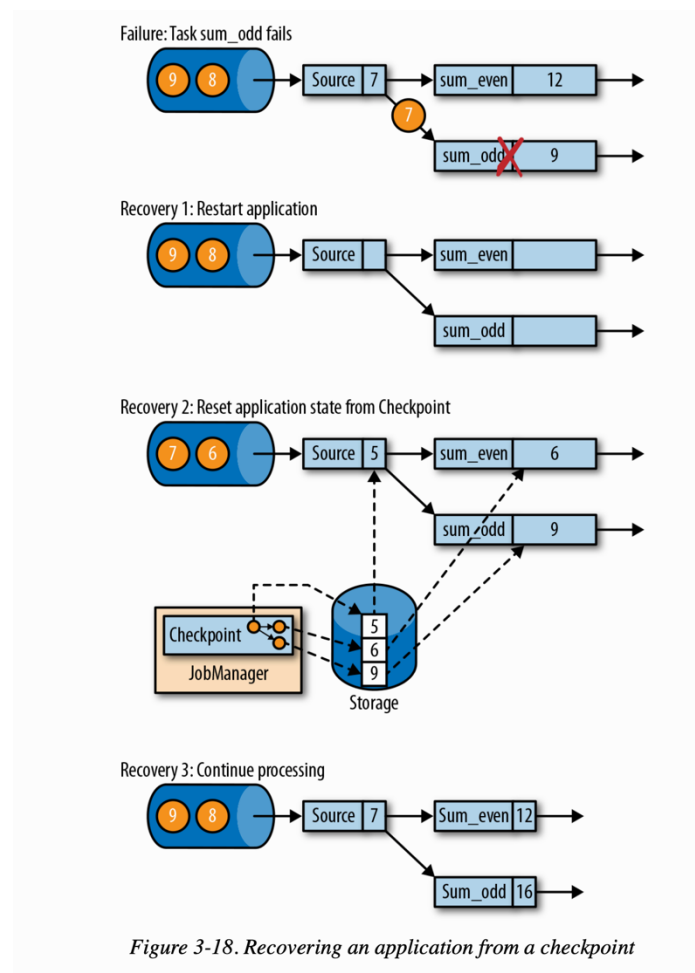 Failure: Task sum_odd fails
9 8 Source 7 sum_even 12
7
sum_odd 9
Recovery 1: Restart application
9 8 Source sum_even
sum_odd
Recovery 2: Reset application state from Checkpoint
7 6 Source 5 sum_even 6
sum_odd 9
5
Checkpoint
6
JobManager
9
Storage
Recovery 3: Continue processing
9 8 Source 7 Sum_even 12
Sum_odd 16
Figure 3-18. Recovering an application from a checkpoint